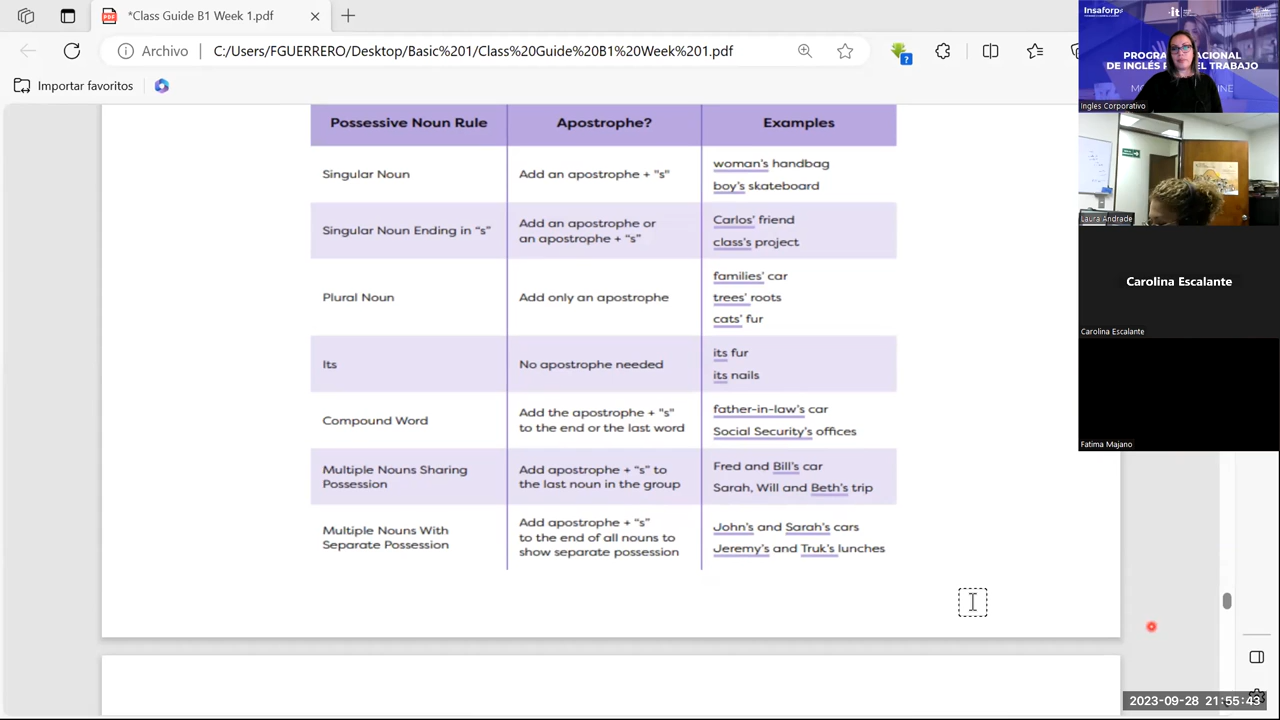 *Class Guide B1 Week 1.pdf
Archivo
C:/Users/FGUERRERO/Desktop/Basic%201/Class%20Guide%20B1%20Week%201.pdf
Importar favoritos
Possessive Noun Rule
Apostrophe?
Examples
Singular Noun
Add an apostrophe + "s"
woman's handbag
boy's skateboard
Singular Noun Ending in "s"
Add an apostrophe or
an apostrophe + "s"
Carlos' friend
class's project
Plural Noun
Add only an apostrophe
families' car
trees' roots
cats' fur
Its
No apostrophe needed
its fur
its nails
Compound Word
Add the apostrophe + "s"
to the end or the last word
father-in-law's car
Social Security's offices
Multiple Nouns Sharing
Possession
Add apostrophe + "s" to
the last noun in the group
Fred and Bill's car
Sarah, Will and Beth's trip
Multiple Nouns With
Separate Possession
Add apostrophe + "s"
to the end of all nouns to
show separate possession
John's and Sarah's cars
Jeremy's and Truk's lunches
Insaforp
it
DE INGLÉS
EL TRABAJO
Ingles Corporativo
Laura Andrade
Carolina Escalante
Carolina Escalante
Fatima Majano
2023-09-28 21:55:43